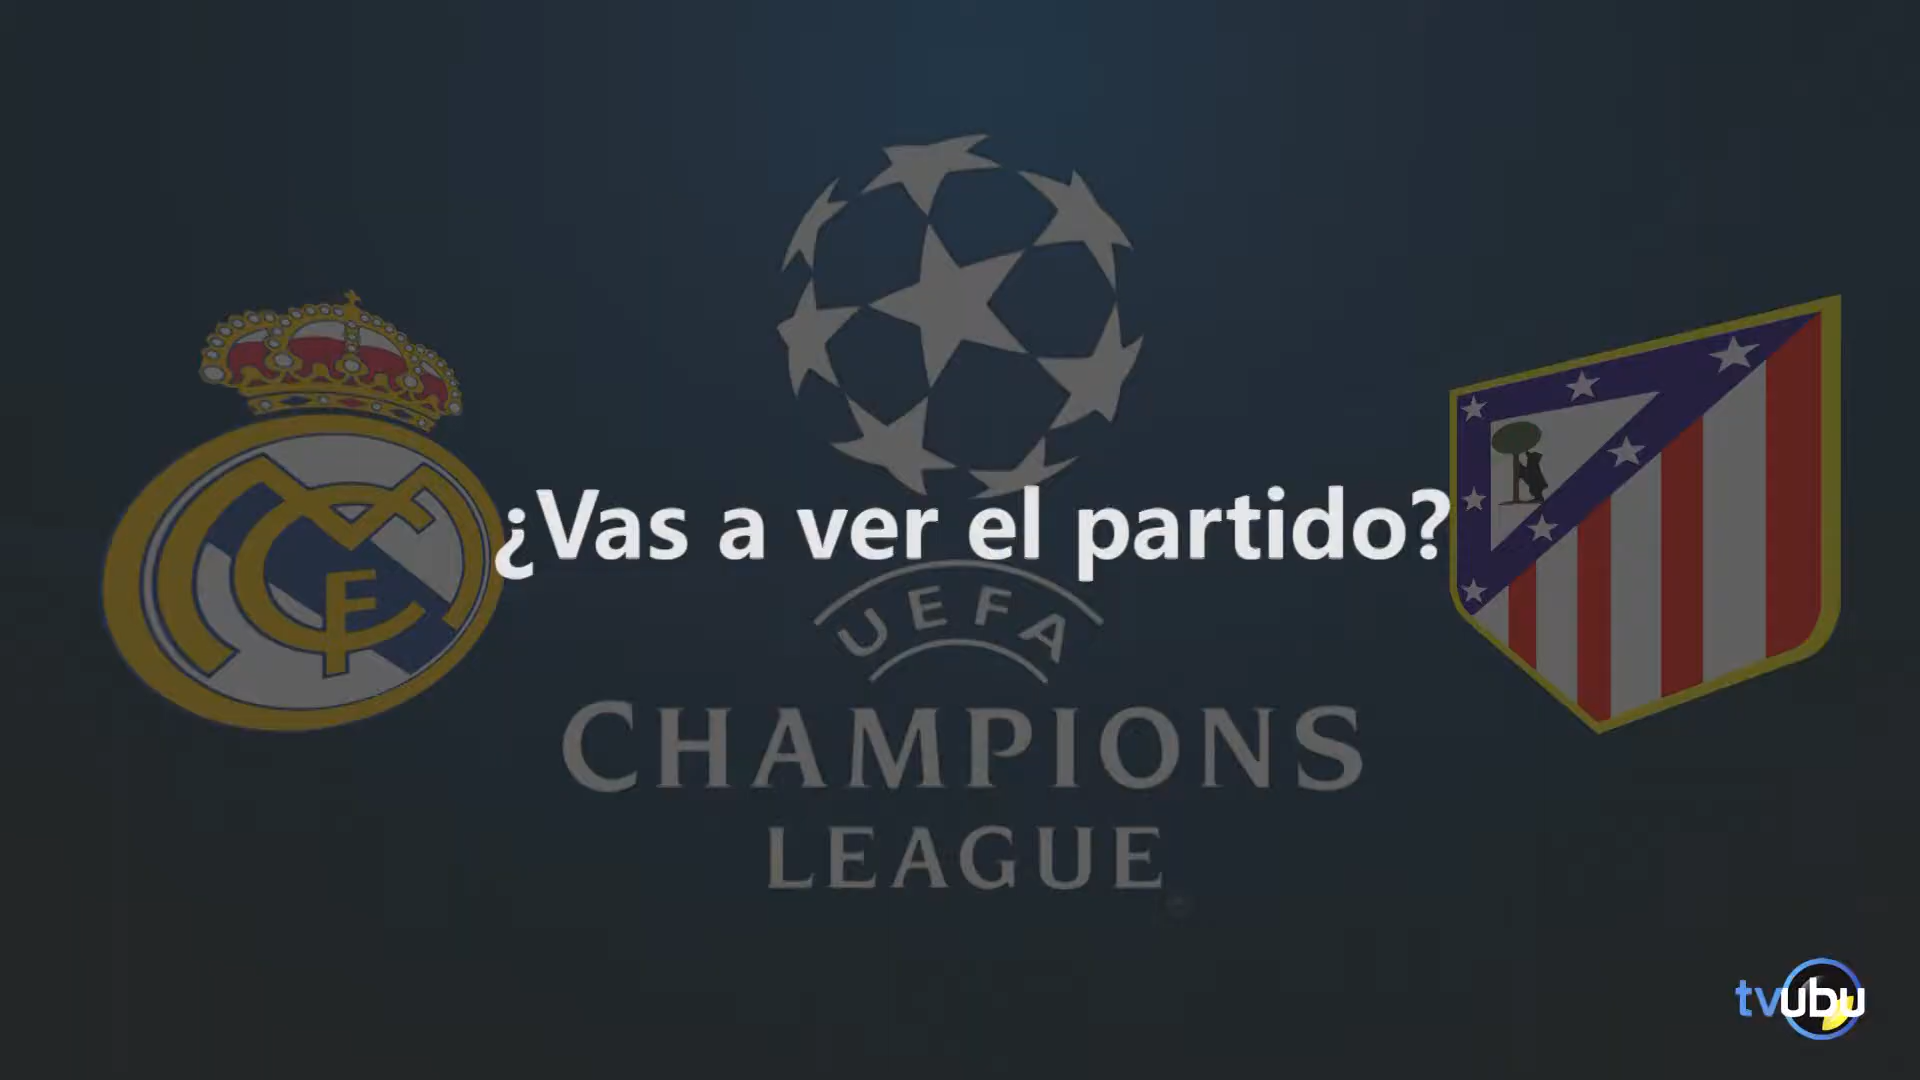 ¿Vas a ver el partido?
UEFA
CHAMPIONS
LEAGUE
tvubu